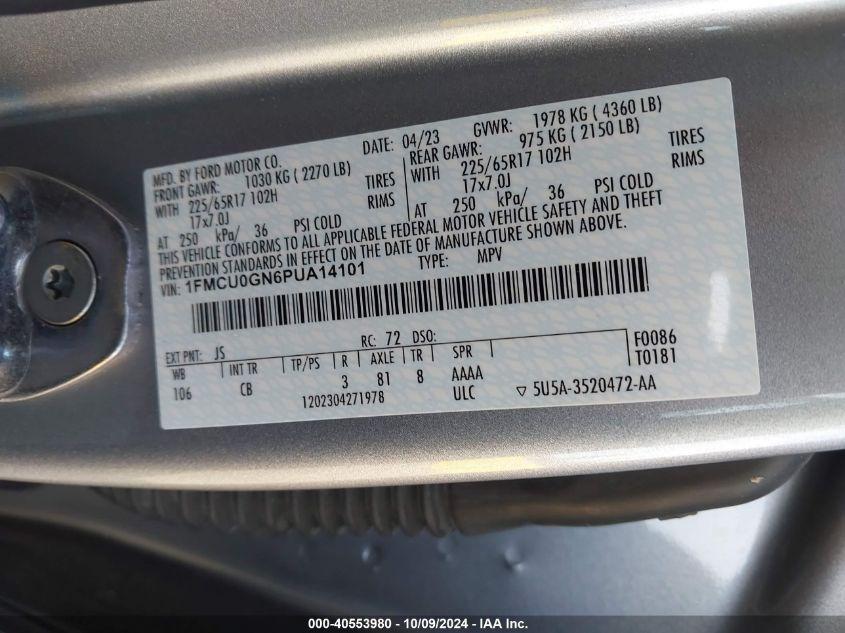 MFD. BY FORD MOTOR CO. DATE: 04/23 GVWR: 1978 KG ( 4360 LB)
FRONT GAWR: 1030 KG ( 2270 LB) REAR GAWR: 975 KG ( 2150 LB)
WITH 225/65R17 102H TIRES WITH 225/65R17 102H TIRES
17x7.0J RIMS 17x7.0J RIMS
AT 250 kPa/ 36 PSI COLD AT 250 kPa/ 36 PSI COLD
THIS VEHICLE CONFORMS TO ALL APPLICABLE FEDERAL MOTOR VEHICLE SAFETY AND THEFT
PREVENTION STANDARDS IN EFFECT ON THE DATE OF MANUFACTURE SHOWN ABOVE.
VIN: 1FMCU0GN6PUA14101 TYPE: MPV
EXT PNT: JS RC: 72 DSO: F0086
WB INT TR TP/PS R AXLE TR SPR T0181
106 CB 3 81 8 AAAA
1202304271978 ULC ▽ 5U5A-3520472-AA
000-40553980 - 10/09/2024 - IAA Inc.